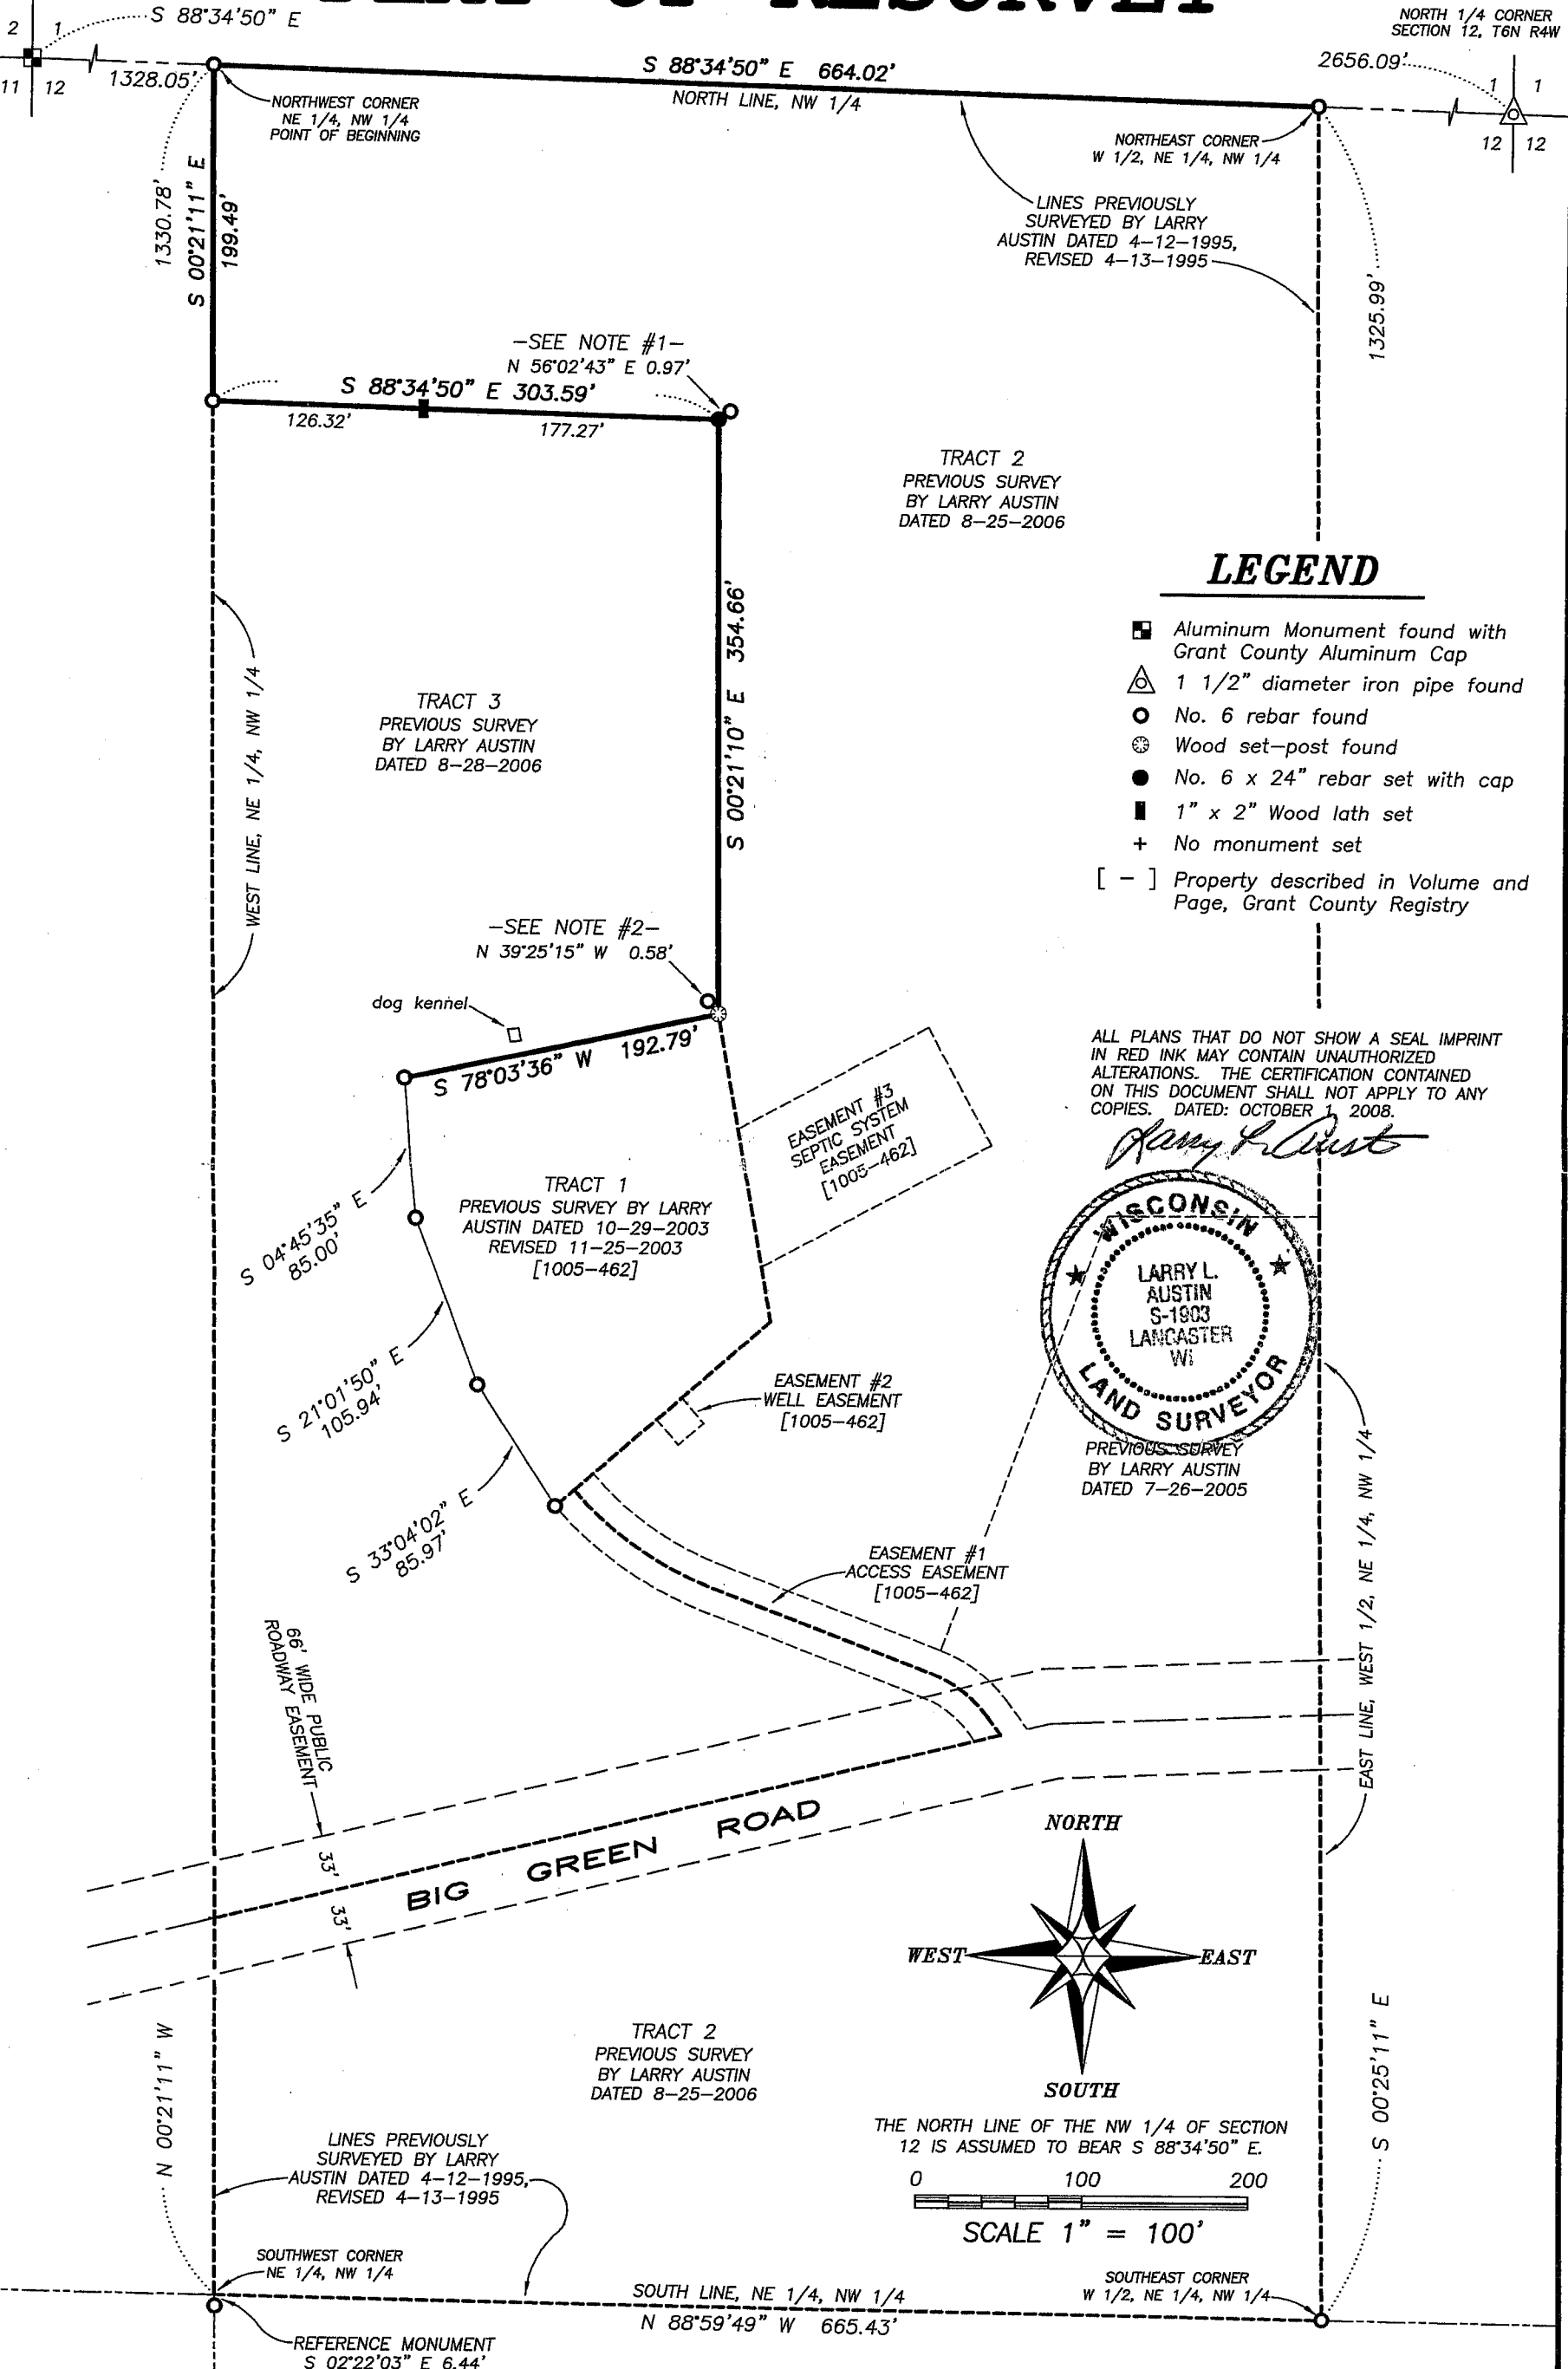 PLAT OF RESURVEY
S 88°34'50" E
2 1
11 12
1328.05'
S 88°34'50" E 664.02'
NORTH LINE, NW 1/4
2656.09'
NORTH 1/4 CORNER
SECTION 12, T6N R4W
1 1
12 12
NORTHWEST CORNER
NE 1/4, NW 1/4
POINT OF BEGINNING
NORTHEAST CORNER
W 1/2, NE 1/4, NW 1/4
1330.78'
S 00°21'11" E
199.49'
LINES PREVIOUSLY
SURVEYED BY LARRY
AUSTIN DATED 4-12-1995,
REVISED 4-13-1995
1325.99'
-SEE NOTE #1-
N 56°02'43" E 0.97'
S 88°34'50" E 303.59'
126.32'
177.27'
TRACT 2
PREVIOUS SURVEY
BY LARRY AUSTIN
DATED 8-25-2006
LEGEND
Aluminum Monument found with
Grant County Aluminum Cap
1 1/2" diameter iron pipe found
No. 6 rebar found
Wood set-post found
No. 6 x 24" rebar set with cap
1" x 2" Wood lath set
+ No monument set
[ - ] Property described in Volume and
Page, Grant County Registry
S 00°21'10" E 354.66'
WEST LINE, NE 1/4, NW 1/4
TRACT 3
PREVIOUS SURVEY
BY LARRY AUSTIN
DATED 8-28-2006
-SEE NOTE #2-
N 39°25'15" W 0.58'
dog kennel
S 78°03'36" W 192.79'
ALL PLANS THAT DO NOT SHOW A SEAL IMPRINT
IN RED INK MAY CONTAIN UNAUTHORIZED
ALTERATIONS. THE CERTIFICATION CONTAINED
ON THIS DOCUMENT SHALL NOT APPLY TO ANY
COPIES. DATED: OCTOBER 1, 2008.
Larry L. Austin
WISCONSIN
LARRY L.
AUSTIN
S-1903
LANCASTER
WI
LAND SURVEYOR
EASEMENT #3
SEPTIC SYSTEM
EASEMENT
[1005-462]
TRACT 1
PREVIOUS SURVEY BY LARRY
AUSTIN DATED 10-29-2003
REVISED 11-25-2003
[1005-462]
S 04°45'35" E
85.00'
S 21°01'50" E
105.94'
S 33°04'02" E
85.97'
EASEMENT #2
WELL EASEMENT
[1005-462]
PREVIOUS SURVEY
BY LARRY AUSTIN
DATED 7-26-2005
EASEMENT #1
ACCESS EASEMENT
[1005-462]
EAST LINE, WEST 1/2, NE 1/4, NW 1/4
66' WIDE PUBLIC
ROADWAY EASEMENT
33'
33'
BIG GREEN ROAD
NORTH
WEST
EAST
SOUTH
TRACT 2
PREVIOUS SURVEY
BY LARRY AUSTIN
DATED 8-25-2006
N 00°21'11" W
S 00°25'11" E
THE NORTH LINE OF THE NW 1/4 OF SECTION
12 IS ASSUMED TO BEAR S 88°34'50" E.
0 100 200
SCALE 1" = 100'
LINES PREVIOUSLY
SURVEYED BY LARRY
AUSTIN DATED 4-12-1995,
REVISED 4-13-1995
SOUTHWEST CORNER
NE 1/4, NW 1/4
SOUTH LINE, NE 1/4, NW 1/4
N 88°59'49" W 665.43'
SOUTHEAST CORNER
W 1/2, NE 1/4, NW 1/4
REFERENCE MONUMENT
S 02°22'03" E 6.44'